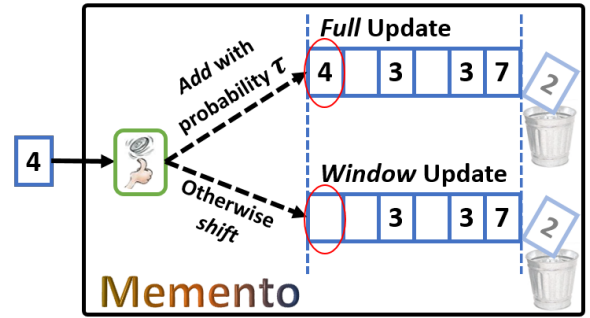 Full Update
Add with
probability τ
4 3 3 7
2
4
Otherwise
shift
Window Update
3 3 7
2
Memento